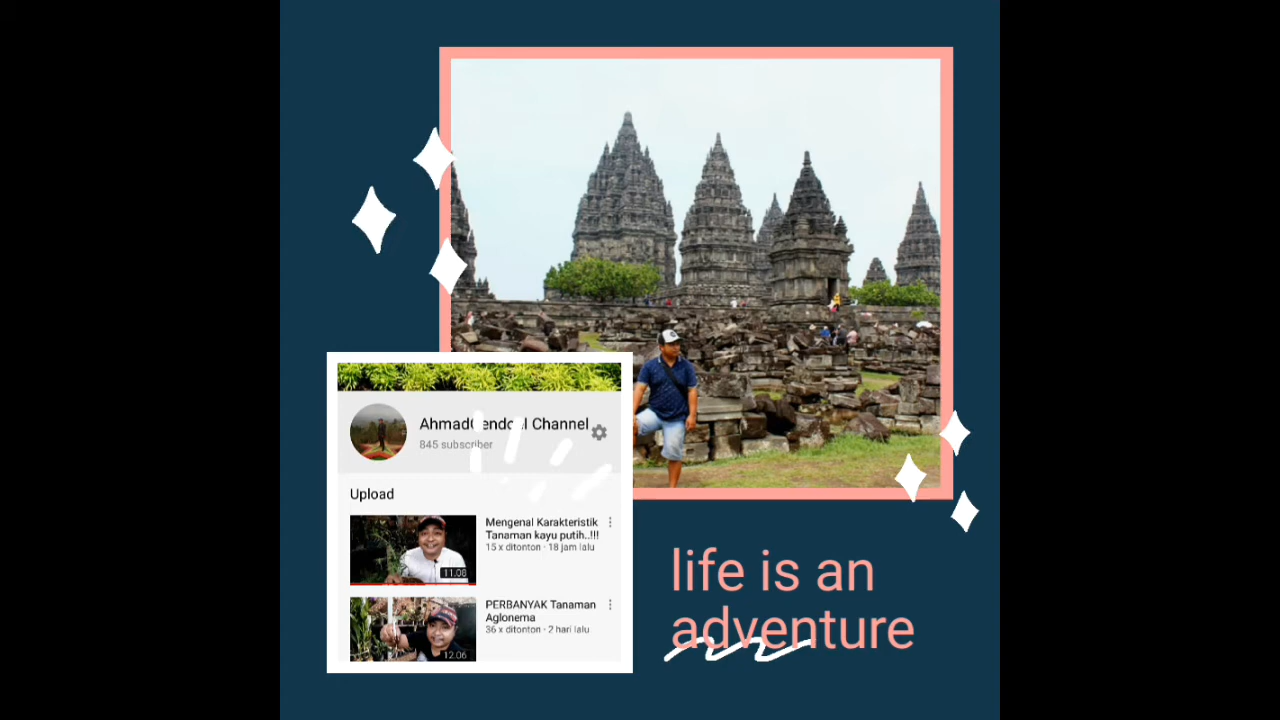 AhmadGendoel Channel
845 subscriber
Upload
Mengenal Karakteristik
Tanaman kayu putih..!!!
15 x ditonton · 18 jam lalu
11.08
PERBANYAK Tanaman
Aglonema
36 x ditonton · 2 hari lalu
12.06
life is an
adventure